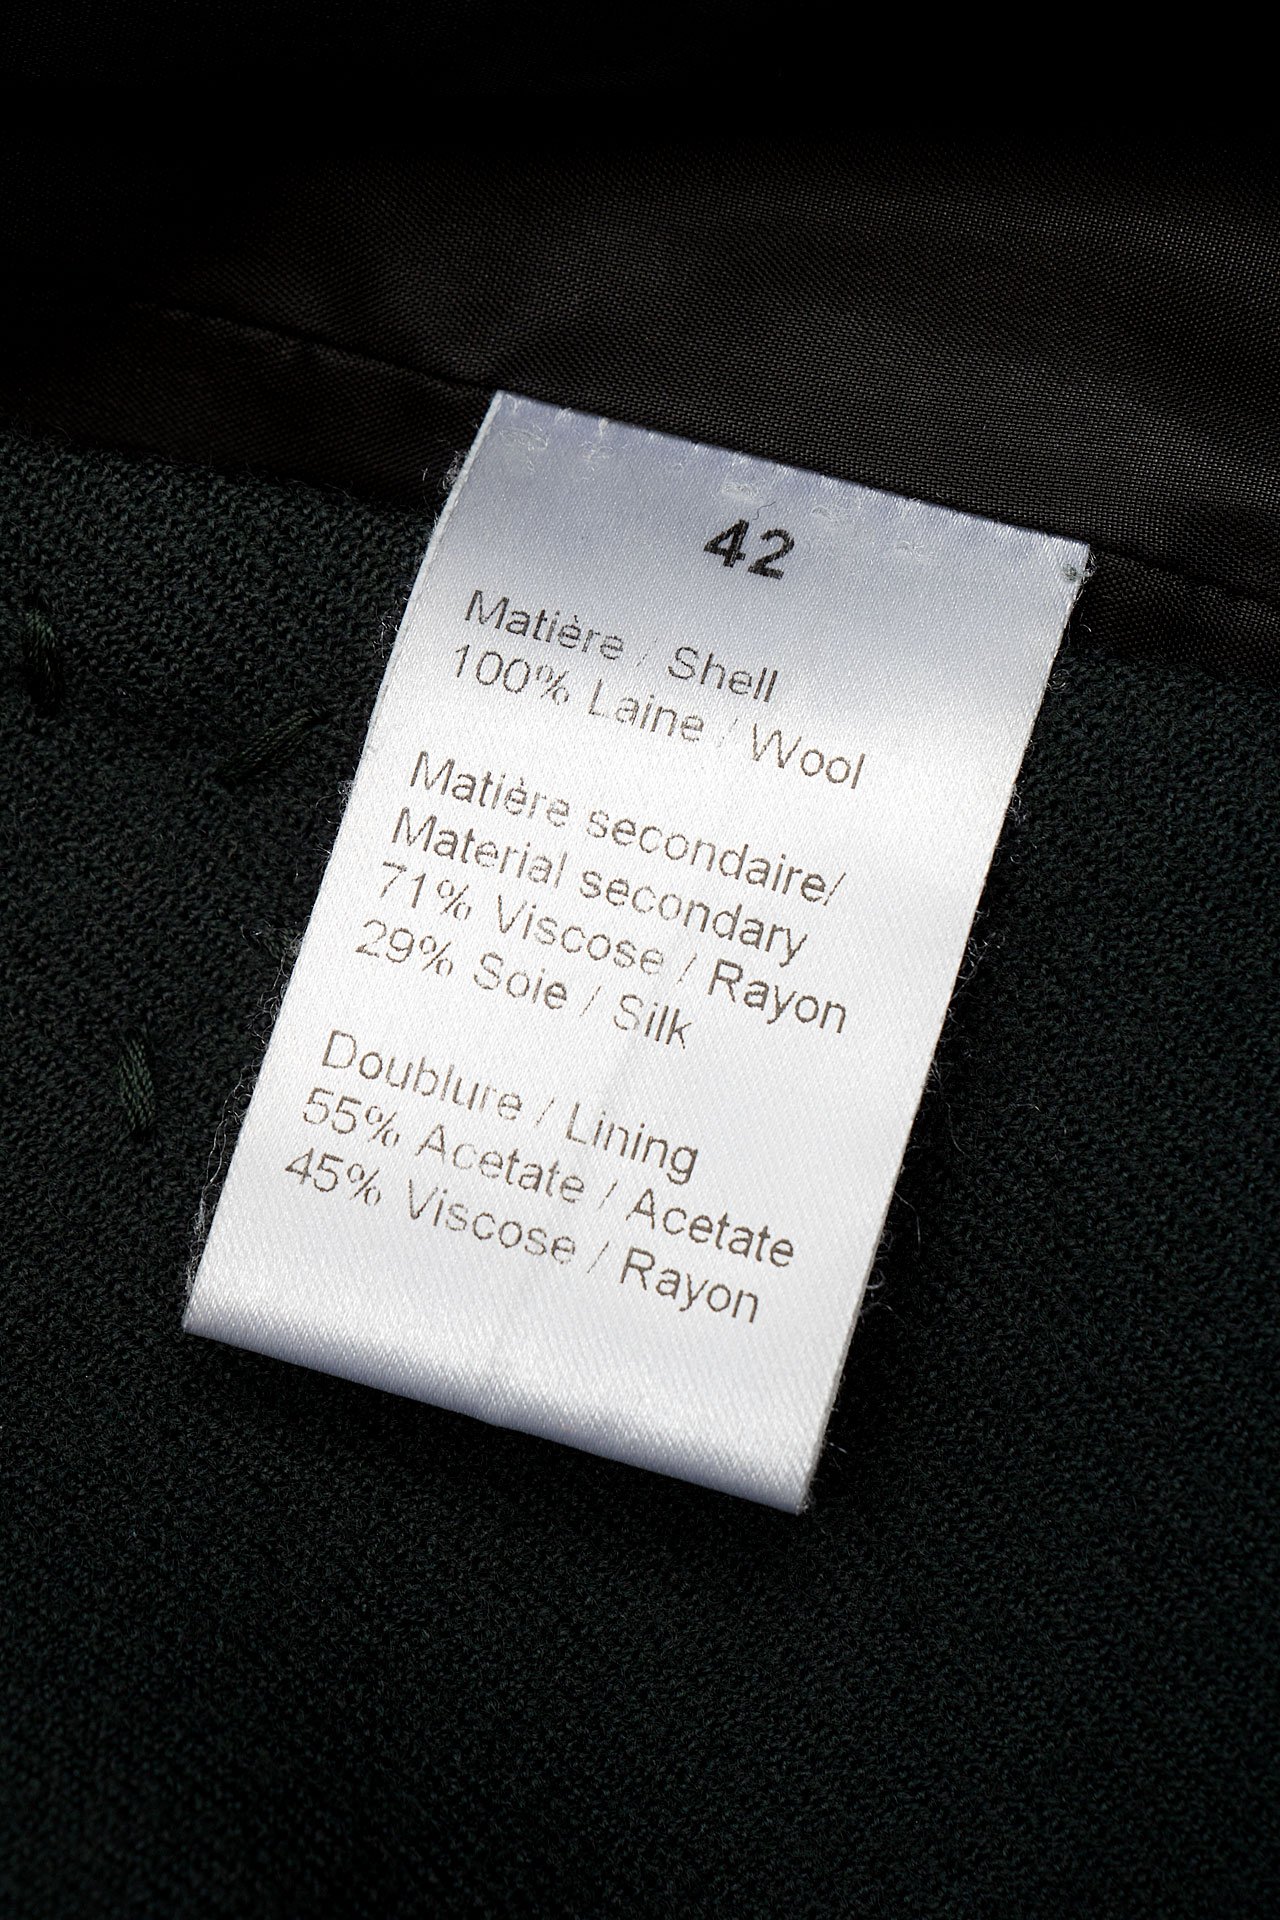 42
Matière / Shell
100% Laine / Wool
Matière secondaire/
Material secondary
71% Viscose / Rayon
29% Soie / Silk
Doublure / Lining
55% Acetate / Acetate
45% Viscose / Rayon